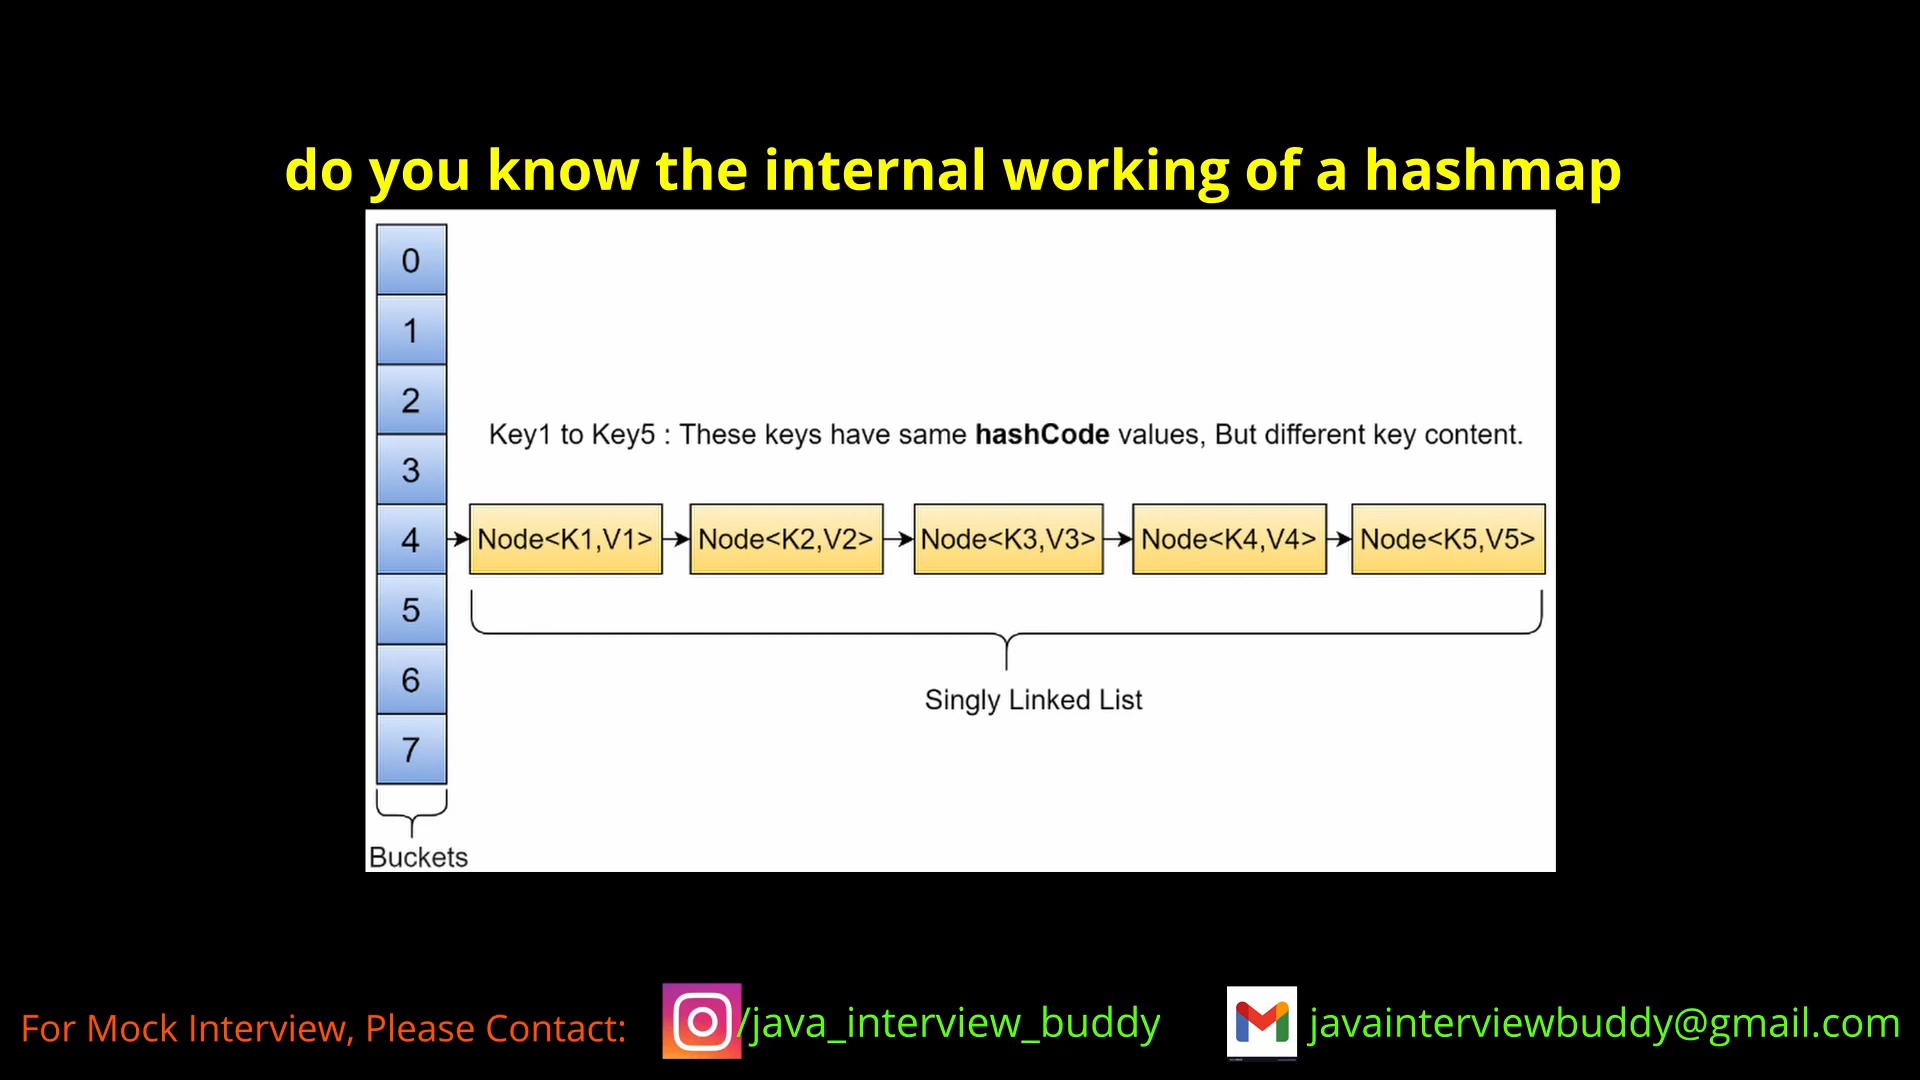 do you know the internal working of a hashmap
0
1
2
3
4
5
6
7
Key1 to Key5 : These keys have same hashCode values, But different key content.
Node<K1,V1> Node<K2,V2> Node<K3,V3> Node<K4,V4> Node<K5,V5>
Singly Linked List
Buckets
For Mock Interview, Please Contact: /java_interview_buddy javainterviewbuddy@gmail.com